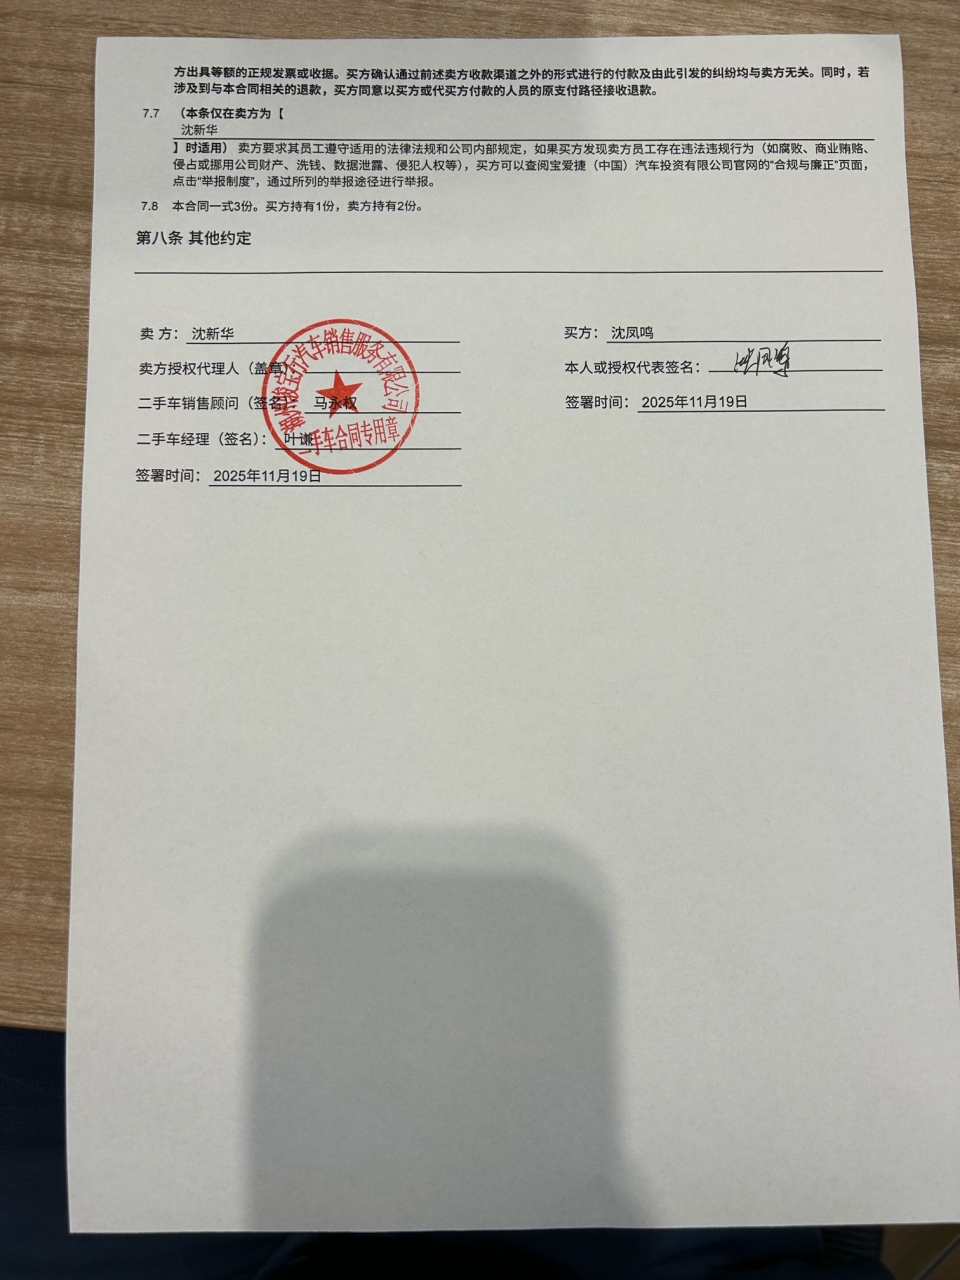 方出具等额的正规发票或收据。买方确认通过前述卖方收款渠道之外的形式进行的付款及由此引发的纠纷均与卖方无关。同时，若
涉及到与本合同相关的退款，买方同意以买方或代买方付款的人员的原支付路径接收退款。
7.7 （本条仅在卖方为【
沈新华
】时适用） 卖方要求其员工遵守适用的法律法规和公司内部规定，如果买方发现卖方员工存在违法违规行为（如腐败、商业贿赂、
侵占或挪用公司财产、洗钱、数据泄露、侵犯人权等），买方可以查阅宝爱捷（中国）汽车投资有限公司官网的“合规与廉正”页面，
点击“举报制度”，通过所列的举报途径进行举报。
7.8 本合同一式3份。买方持有1份，卖方持有2份。
第八条 其他约定
卖 方： 沈新华
卖方授权代理人（盖章）
二手车销售顾问（签名）： 马永权
二手车经理（签名）： 叶谦
签署时间： 2025年11月19日
买方： 沈凤鸣
本人或授权代表签名： 沈凤鸣
签署时间： 2025年11月19日
汽车销售服务有限公司
二手车合同专用章